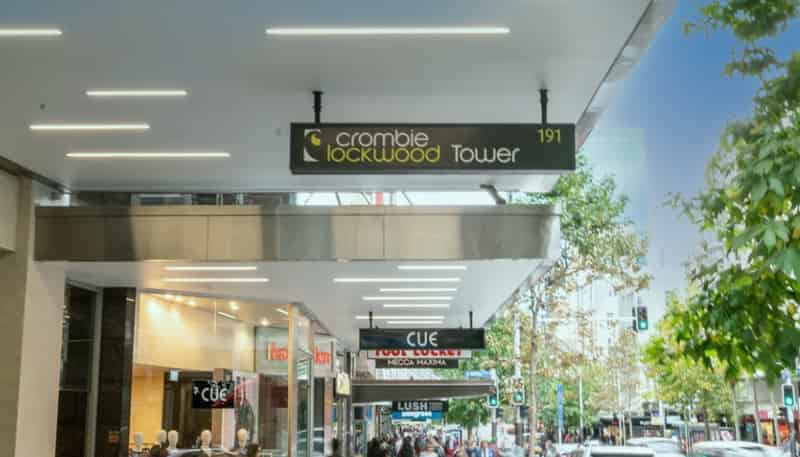 crombie
lockwood Tower
191
CUE
FOOT LOCKER
MECCA MAXIMA
CUE
LUSH